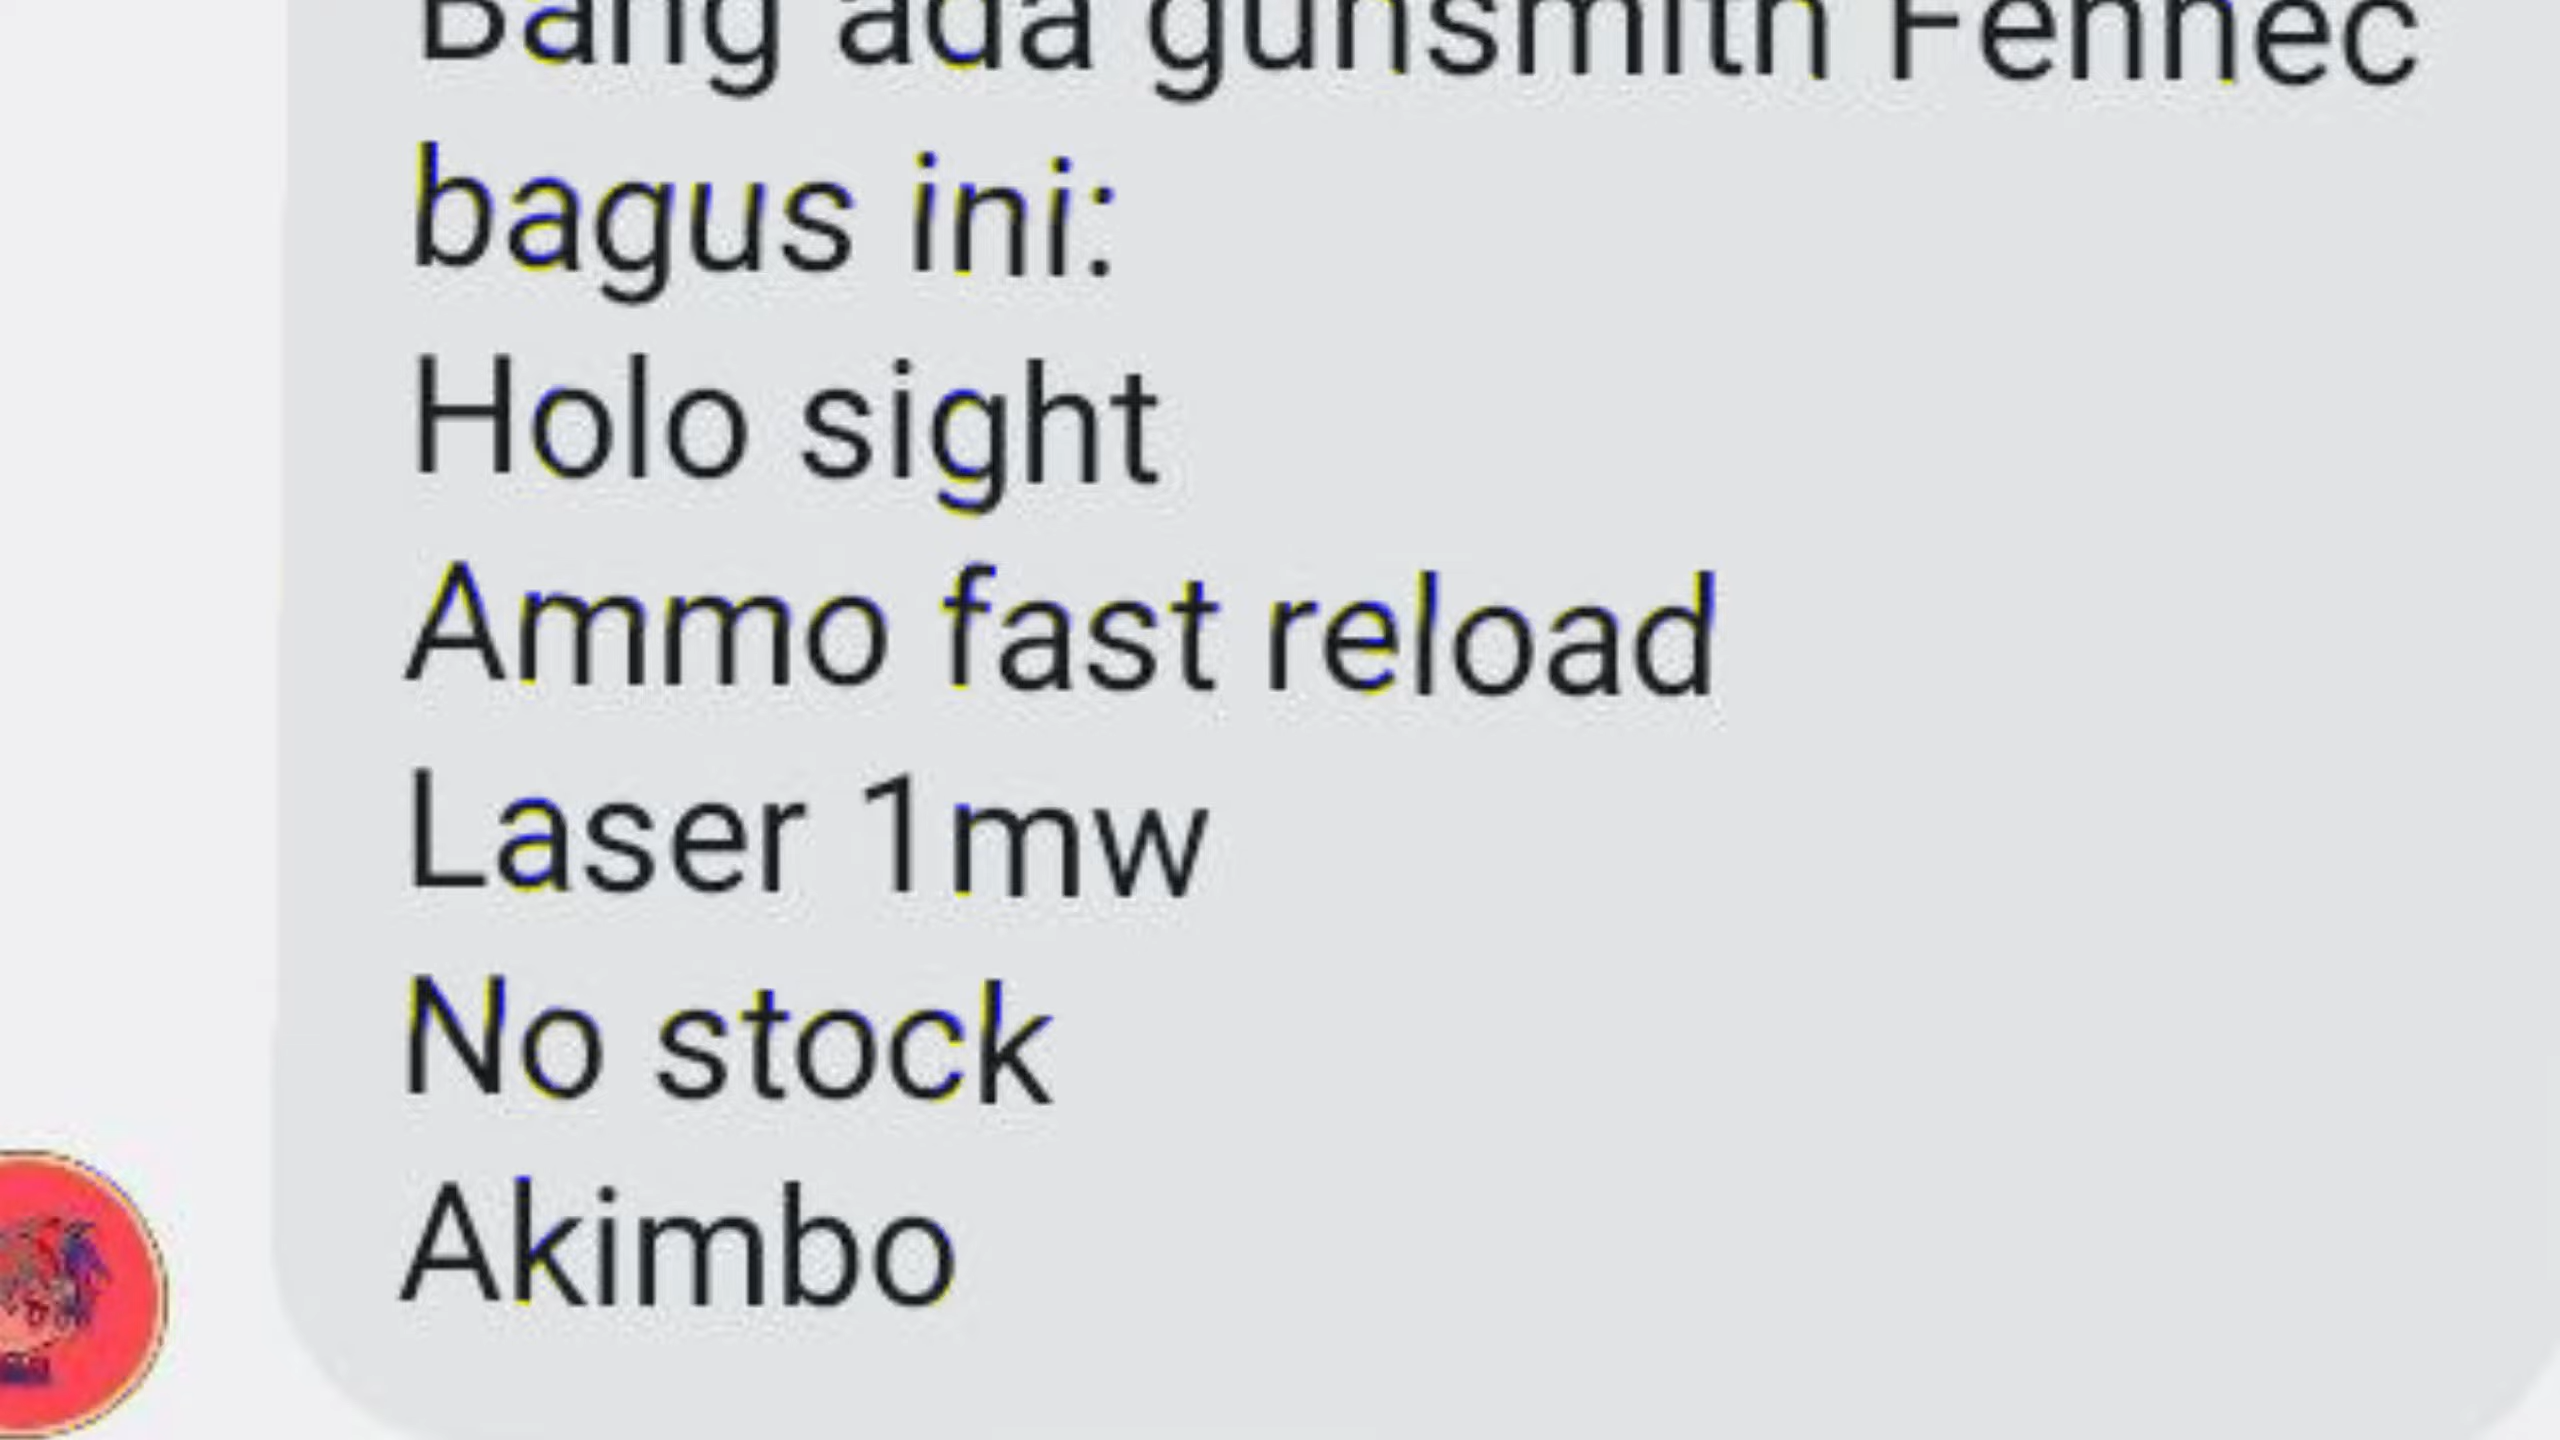 Bang ada gunsmith Fennec
bagus ini:
Holo sight
Ammo fast reload
Laser 1mw
No stock
Akimbo